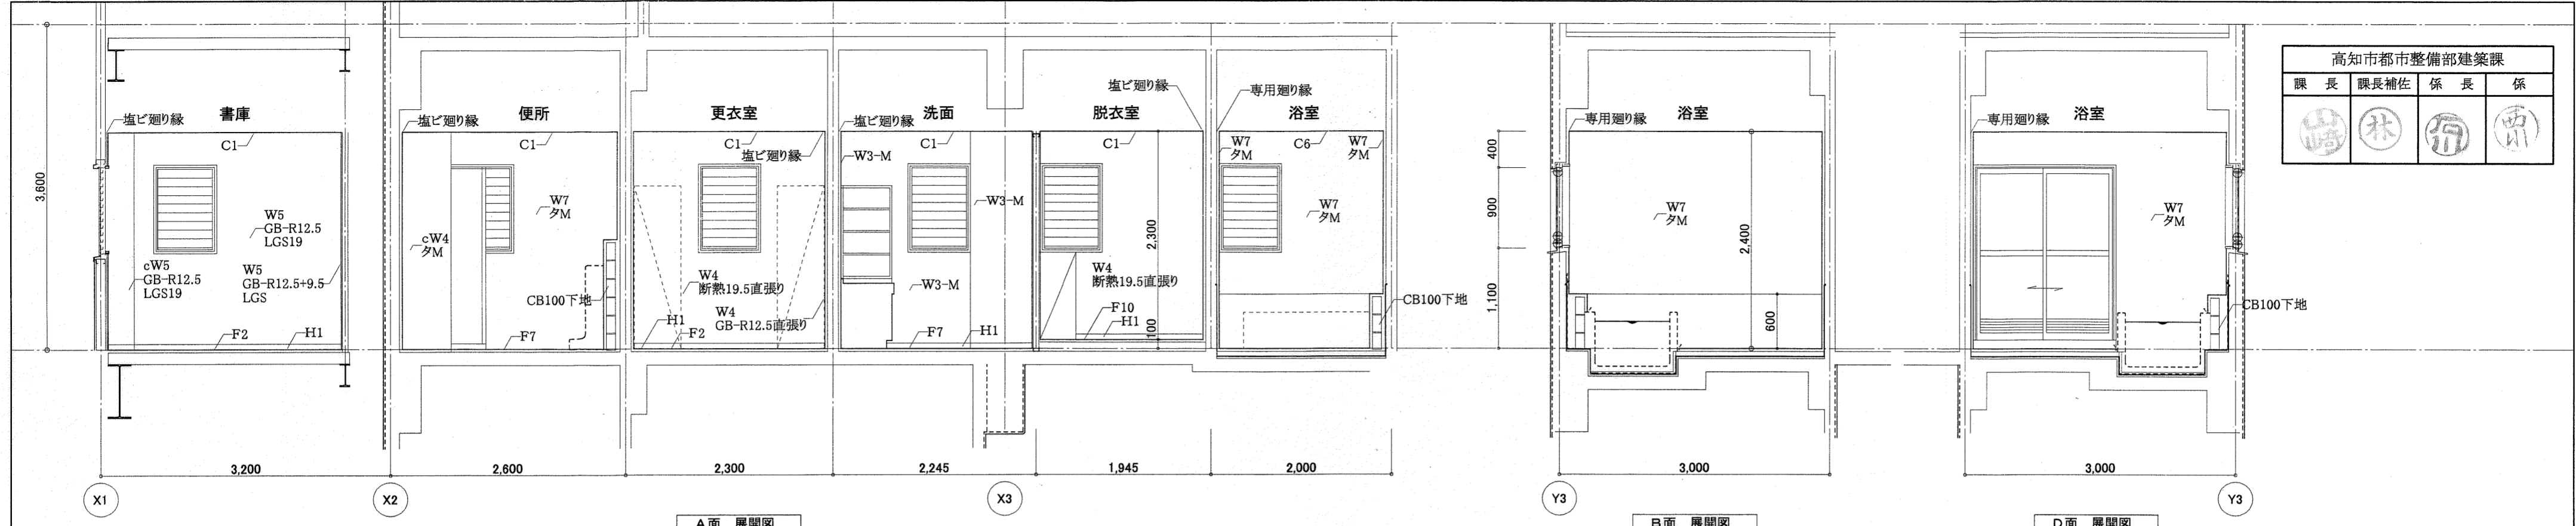 高知市都市整備部建築課
課 長 課長補佐 係 長 係
山崎 林 西川
書庫 便所 更衣室 洗面 脱衣室 浴室
塩ビ廻り縁
C1
W5
GB-R12.5
LGS19
cW5
GB-R12.5
LGS19
W5
GB-R12.5+9.5
LGS
F2
H1
3,600
塩ビ廻り縁
C1
cW4
タM
W7
タM
CB100下地
F7
C1
塩ビ廻り縁
W4
断熱19.5直張り
W4
GB-R12.5直張り
H1
F2
塩ビ廻り縁
C1
W3-M
W3-M
W3-M
F7
H1
塩ビ廻り縁
C1
2,300
W4
断熱19.5直張り
F10
H1
100
専用廻り縁
W7
タM
C6
W7
タM
W7
タM
CB100下地
3,200 2,600 2,300 2,245 1,945 2,000
X1 X2 X3
A面 展開図
浴室
専用廻り縁
400
900
1,100
W7
タM
2,400
600
3,000
Y3
B面 展開図
浴室
専用廻り縁
W7
タM
CB100下地
3,000
Y3
D面 展開図